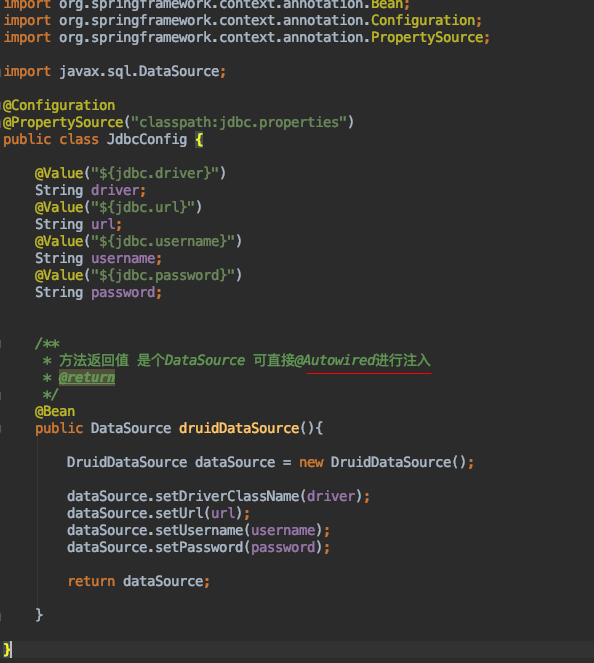 import org.springframework.context.annotation.Bean;
import org.springframework.context.annotation.Configuration;
import org.springframework.context.annotation.PropertySource;
import javax.sql.DataSource;
@Configuration
@PropertySource("classpath:jdbc.properties")
public class JdbcConfig {
@Value("${jdbc.driver}")
String driver;
@Value("${jdbc.url}")
String url;
@Value("${jdbc.username}")
String username;
@Value("${jdbc.password}")
String password;
/**
* 方法返回值 是个DataSource 可直接@Autowired进行注入
* @return
*/
@Bean
public DataSource druidDataSource(){
DruidDataSource dataSource = new DruidDataSource();
dataSource.setDriverClassName(driver);
dataSource.setUrl(url);
dataSource.setUsername(username);
dataSource.setPassword(password);
return dataSource;
}
}